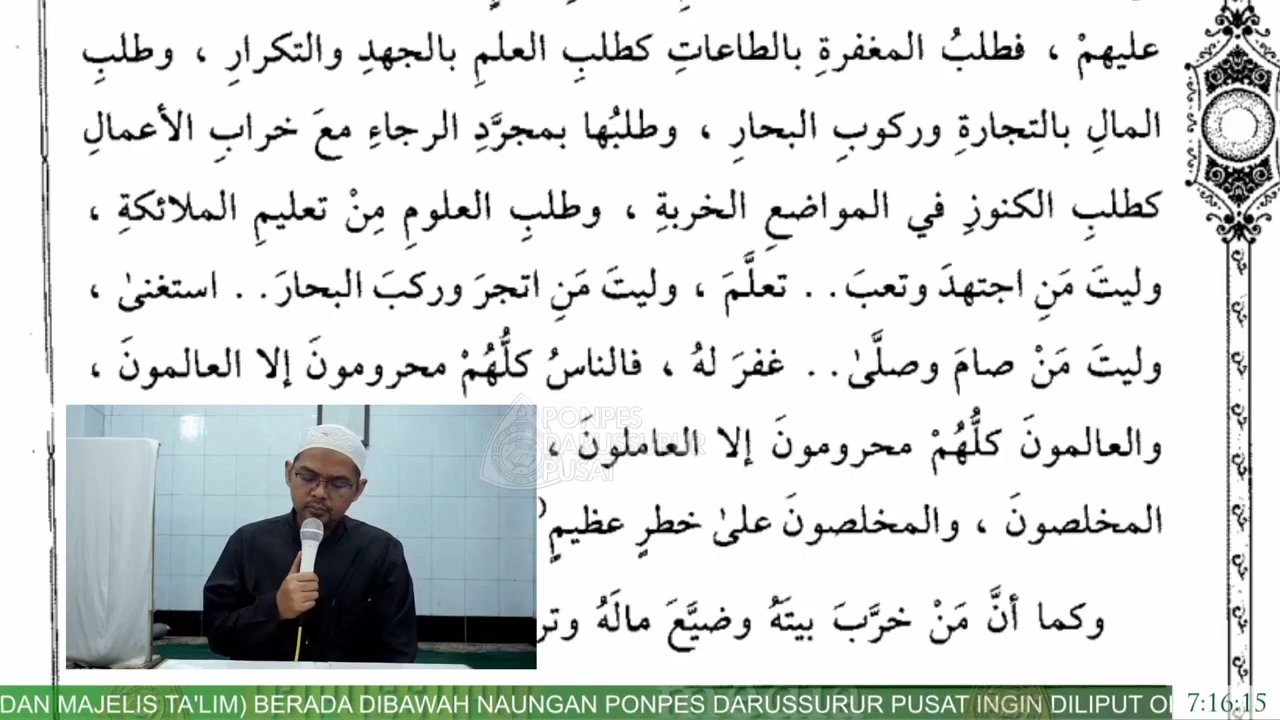 عليهمْ ، فطلبُ المغفرةِ بالطاعاتِ كطلبِ العلمِ بالجهدِ والتكرارِ ، وطلبِ
المالِ بالتجارةِ وركوبِ البحارِ ، وطلبُها بمجرَّدِ الرجاءِ معَ خرابِ الأعمالِ
كطلبِ الكنوزِ في المواضعِ الخربةِ ، وطلبِ العلومِ مِنْ تعليمِ الملائكةِ ،
وليتَ مَنِ اجتهدَ وتعبَ . . تعلَّمَ ، وليتَ مَنِ اتجرَ وركبَ البحارَ . . استغنىٰ ،
وليتَ مَنْ صامَ وصلَّىٰ . . غفرَ لهُ ، فالناسُ كلُّهُمْ محرومونَ إلا العالمونَ ،
والعالمونَ كلُّهُمْ محرومونَ إلا العاملونَ ،
المخلصونَ ، والمخلصونَ علىٰ خطرٍ عظيمٍ
وكما أنَّ مَنْ خرَّبَ بيتَهُ وضيَّعَ مالَهُ
PONPES
DARUSSURUR
PUSAT
DAN MAJELIS TA'LIM) BERADA DIBAWAH NAUNGAN PONPES DARUSSURUR PUSAT INGIN DILIPUT
7:16:15